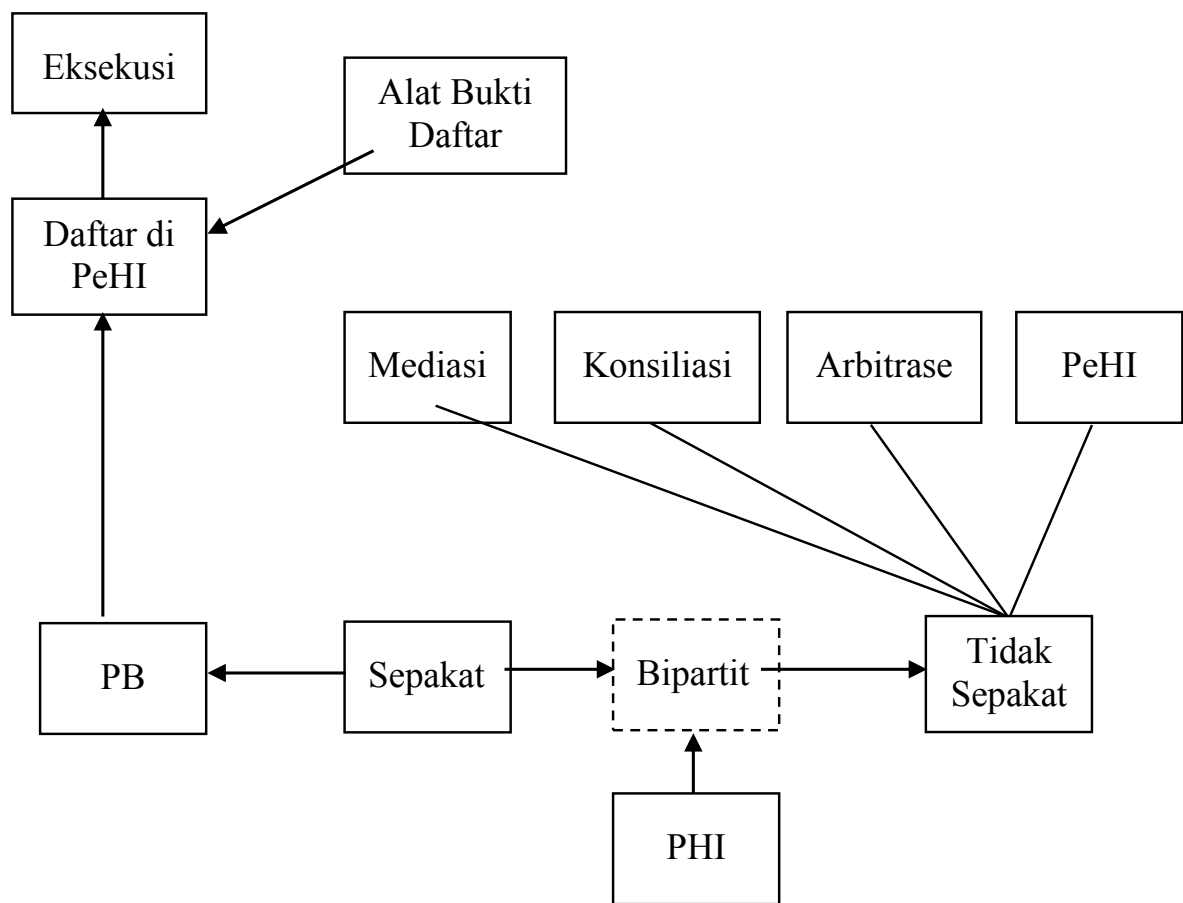 Eksekusi
Alat Bukti
Daftar
Daftar di
PeHI
Mediasi
Konsiliasi
Arbitrase
PeHI
PB
Sepakat
Bipartit
Tidak
Sepakat
PHI